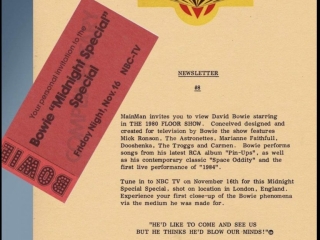 NEWSLETTER
#8
MainMan invites you to view David Bowie starring
in THE 1980 FLOOR SHOW. Conceived designed and
created for television by Bowie the show features
Mick Ronson, The Astronettes, Marianne Faithfull,
Dooshenka, The Troggs and Carmen. Bowie performs
songs from his latest RCA album "Pin-Ups", as well
as his contemporary classic "Space Oddity" and the
first live performance of "1984".
Tune in to NBC TV on November 16th for this Midnight
Special Special, shot on location in London, England.
Experience your first close-up of the Bowie phenomena
via the medium he was made for.
"HE'D LIKE TO COME AND SEE US
BUT HE THINKS HE'D BLOW OUR MINDS!"©
Your personal invitation to the
Bowie "Midnight Special"
Special
Friday Night, Nov. 16 NBC-TV
BOWI